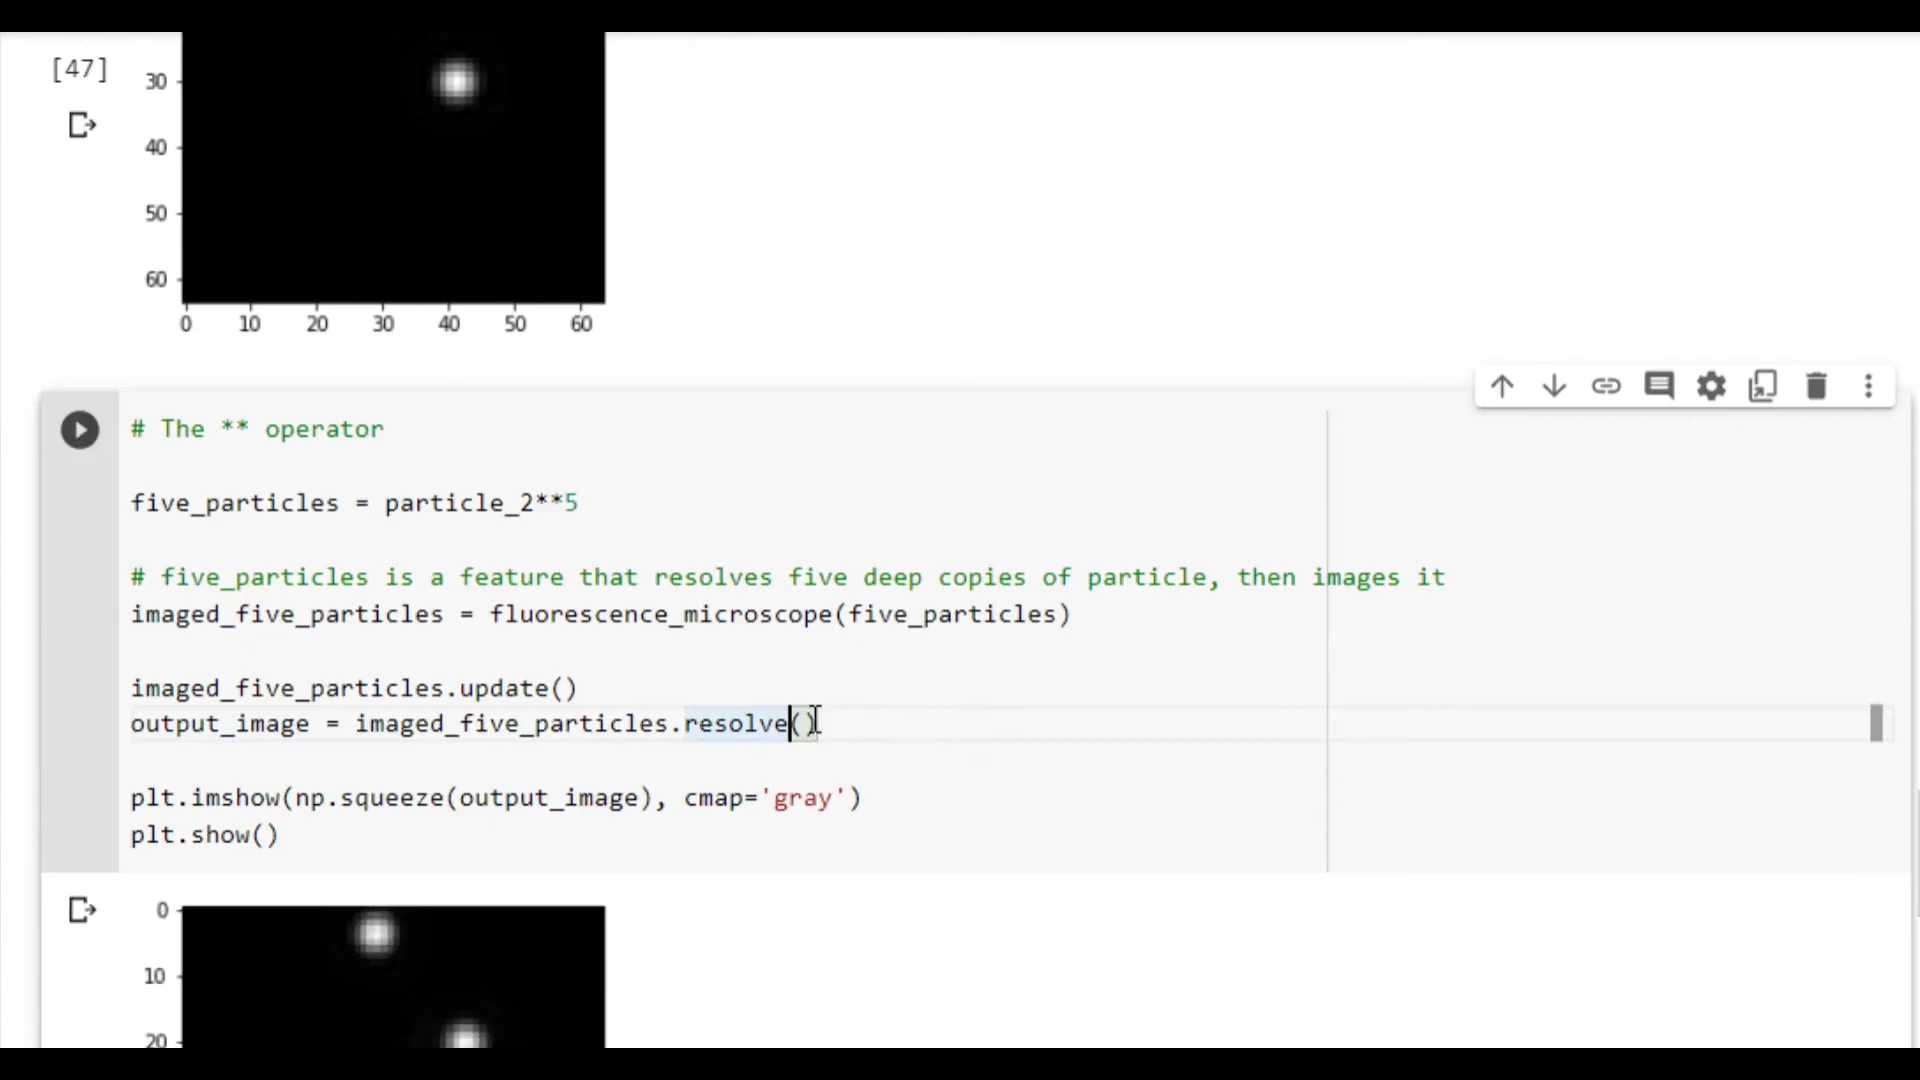 [47]
30
40
50
60
0 10 20 30 40 50 60
# The ** operator
five_particles = particle_2**5
# five_particles is a feature that resolves five deep copies of particle, then images it
imaged_five_particles = fluorescence_microscope(five_particles)
imaged_five_particles.update()
output_image = imaged_five_particles.resolve()
plt.imshow(np.squeeze(output_image), cmap='gray')
plt.show()
0
10
20